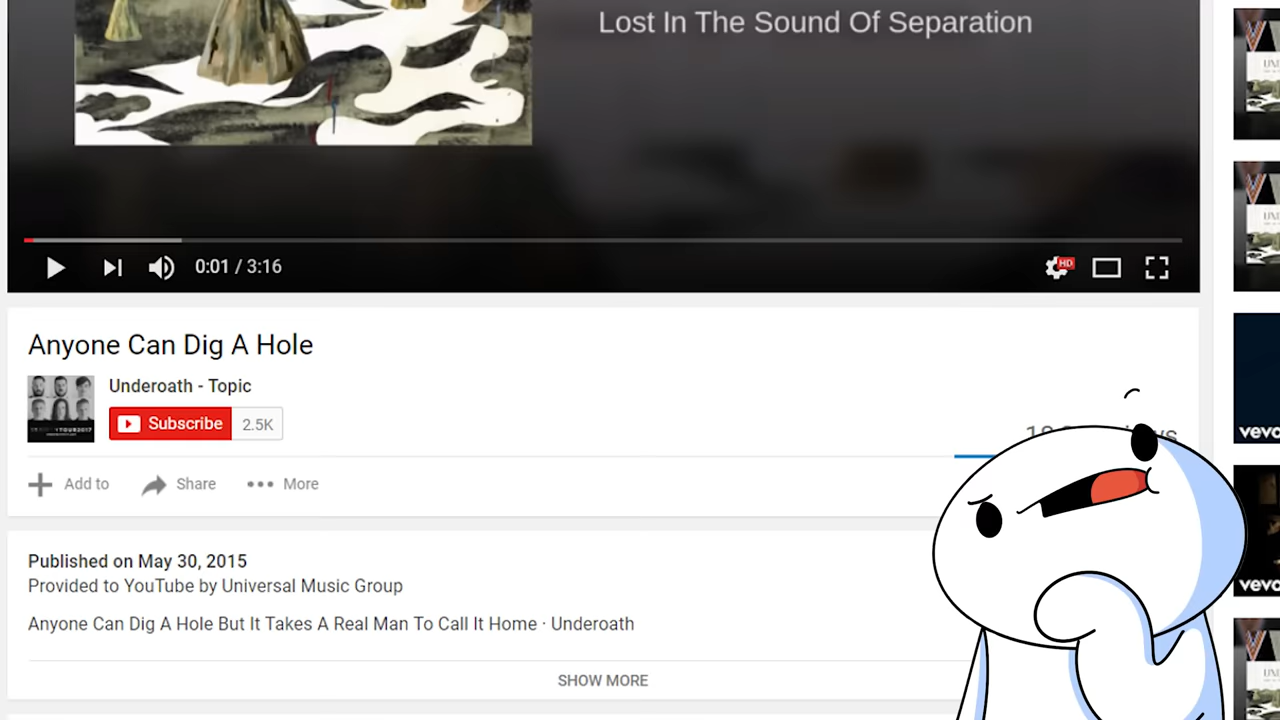 Lost In The Sound Of Separation
HD
0:01 / 3:16
Anyone Can Dig A Hole
Underoath - Topic
Subscribe 2.5K
Add to Share More
Published on May 30, 2015
Provided to YouTube by Universal Music Group
Anyone Can Dig A Hole But It Takes A Real Man To Call It Home · Underoath
SHOW MORE
vevo
vevo